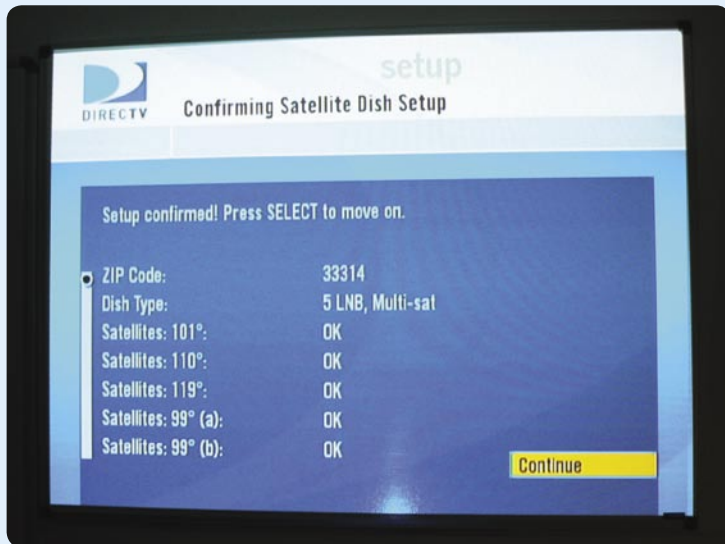 setup
DIRECTV
Confirming Satellite Dish Setup
Setup confirmed! Press SELECT to move on.
ZIP Code: 33314
Dish Type: 5 LNB, Multi-sat
Satellites: 101°: OK
Satellites: 110°: OK
Satellites: 119°: OK
Satellites: 99° (a): OK
Satellites: 99° (b): OK
Continue